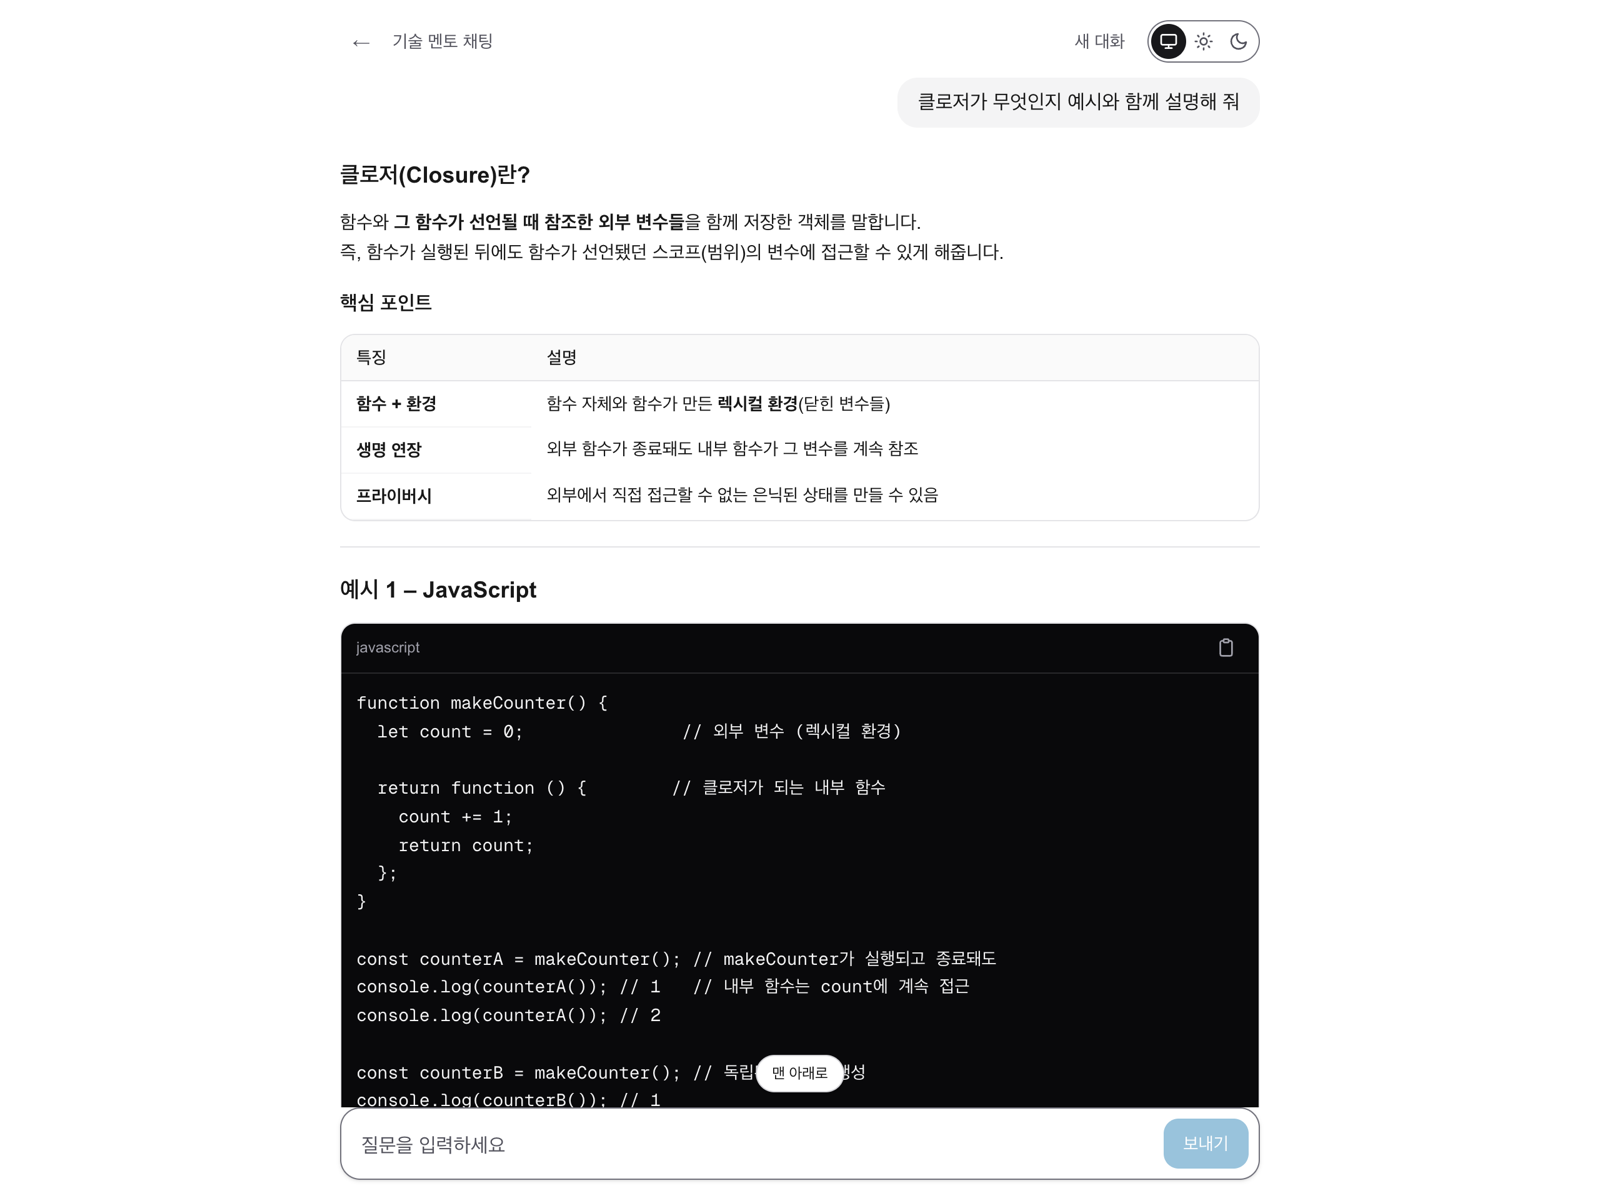 ← 기술 멘토 채팅
새 대화
클로저가 무엇인지 예시와 함께 설명해 줘
클로저(Closure)란?
함수와 그 함수가 선언될 때 참조한 외부 변수들을 함께 저장한 객체를 말합니다.
즉, 함수가 실행된 뒤에도 함수가 선언됐던 스코프(범위)의 변수에 접근할 수 있게 해줍니다.
핵심 포인트
특징 설명
함수 + 환경 함수 자체와 함수가 만든 렉시컬 환경(닫힌 변수들)
생명 연장 외부 함수가 종료돼도 내부 함수가 그 변수를 계속 참조
프라이버시 외부에서 직접 접근할 수 없는 은닉된 상태를 만들 수 있음
예시 1 – JavaScript
javascript
function makeCounter() {
  let count = 0;                // 외부 변수 (렉시컬 환경)
  return function () {         // 클로저가 되는 내부 함수
    count += 1;
    return count;
  };
}
const counterA = makeCounter(); // makeCounter가 실행되고 종료돼도
console.log(counterA()); // 1   // 내부 함수는 count에 계속 접근
console.log(counterA()); // 2
const counterB = makeCounter(); // 독립
맨 아래로
console.log(counterB()); // 1
질문을 입력하세요
보내기